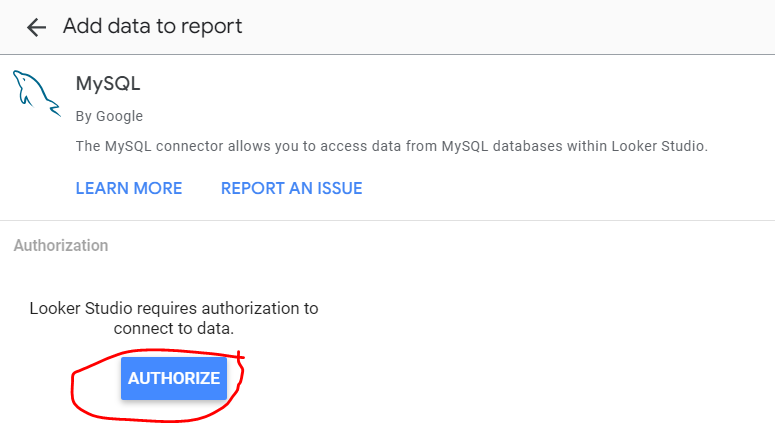 Add data to report
MySQL
By Google
The MySQL connector allows you to access data from MySQL databases within Looker Studio.
LEARN MORE REPORT AN ISSUE
Authorization
Looker Studio requires authorization to
connect to data.
AUTHORIZE